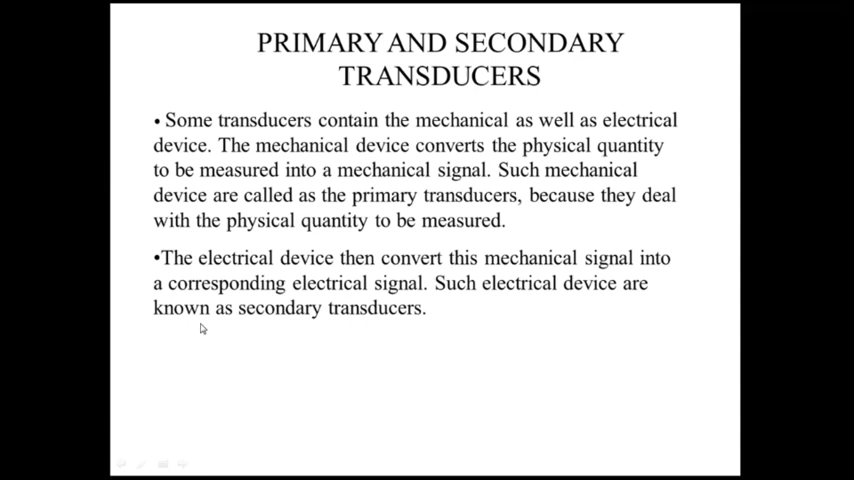 PRIMARY AND SECONDARY
TRANSDUCERS
• Some transducers contain the mechanical as well as electrical
device. The mechanical device converts the physical quantity
to be measured into a mechanical signal. Such mechanical
device are called as the primary transducers, because they deal
with the physical quantity to be measured.
•The electrical device then convert this mechanical signal into
a corresponding electrical signal. Such electrical device are
known as secondary transducers.